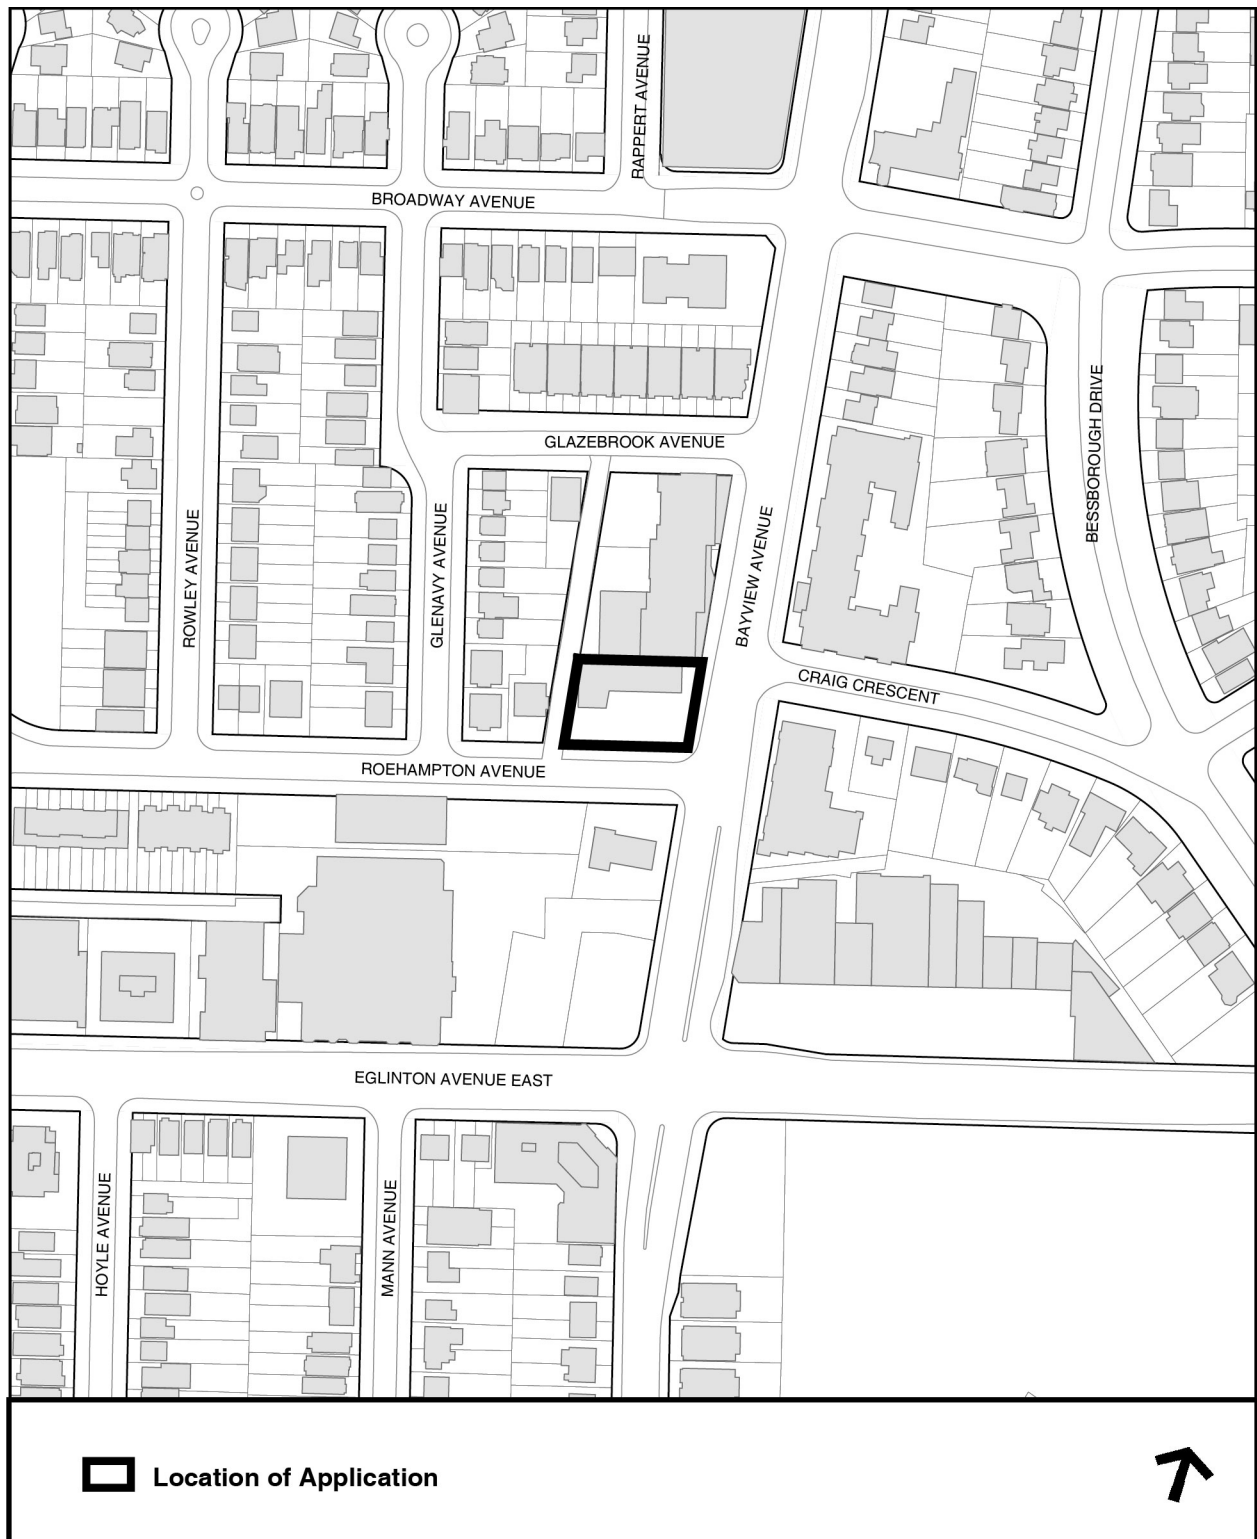 RAPPERT AVENUE
BROADWAY AVENUE
GLAZEBROOK AVENUE
BESSBOROUGH DRIVE
ROWLEY AVENUE
GLENAVY AVENUE
BAYVIEW AVENUE
CRAIG CRESCENT
ROEHAMPTON AVENUE
EGLINTON AVENUE EAST
HOYLE AVENUE
MANN AVENUE
Location of Application